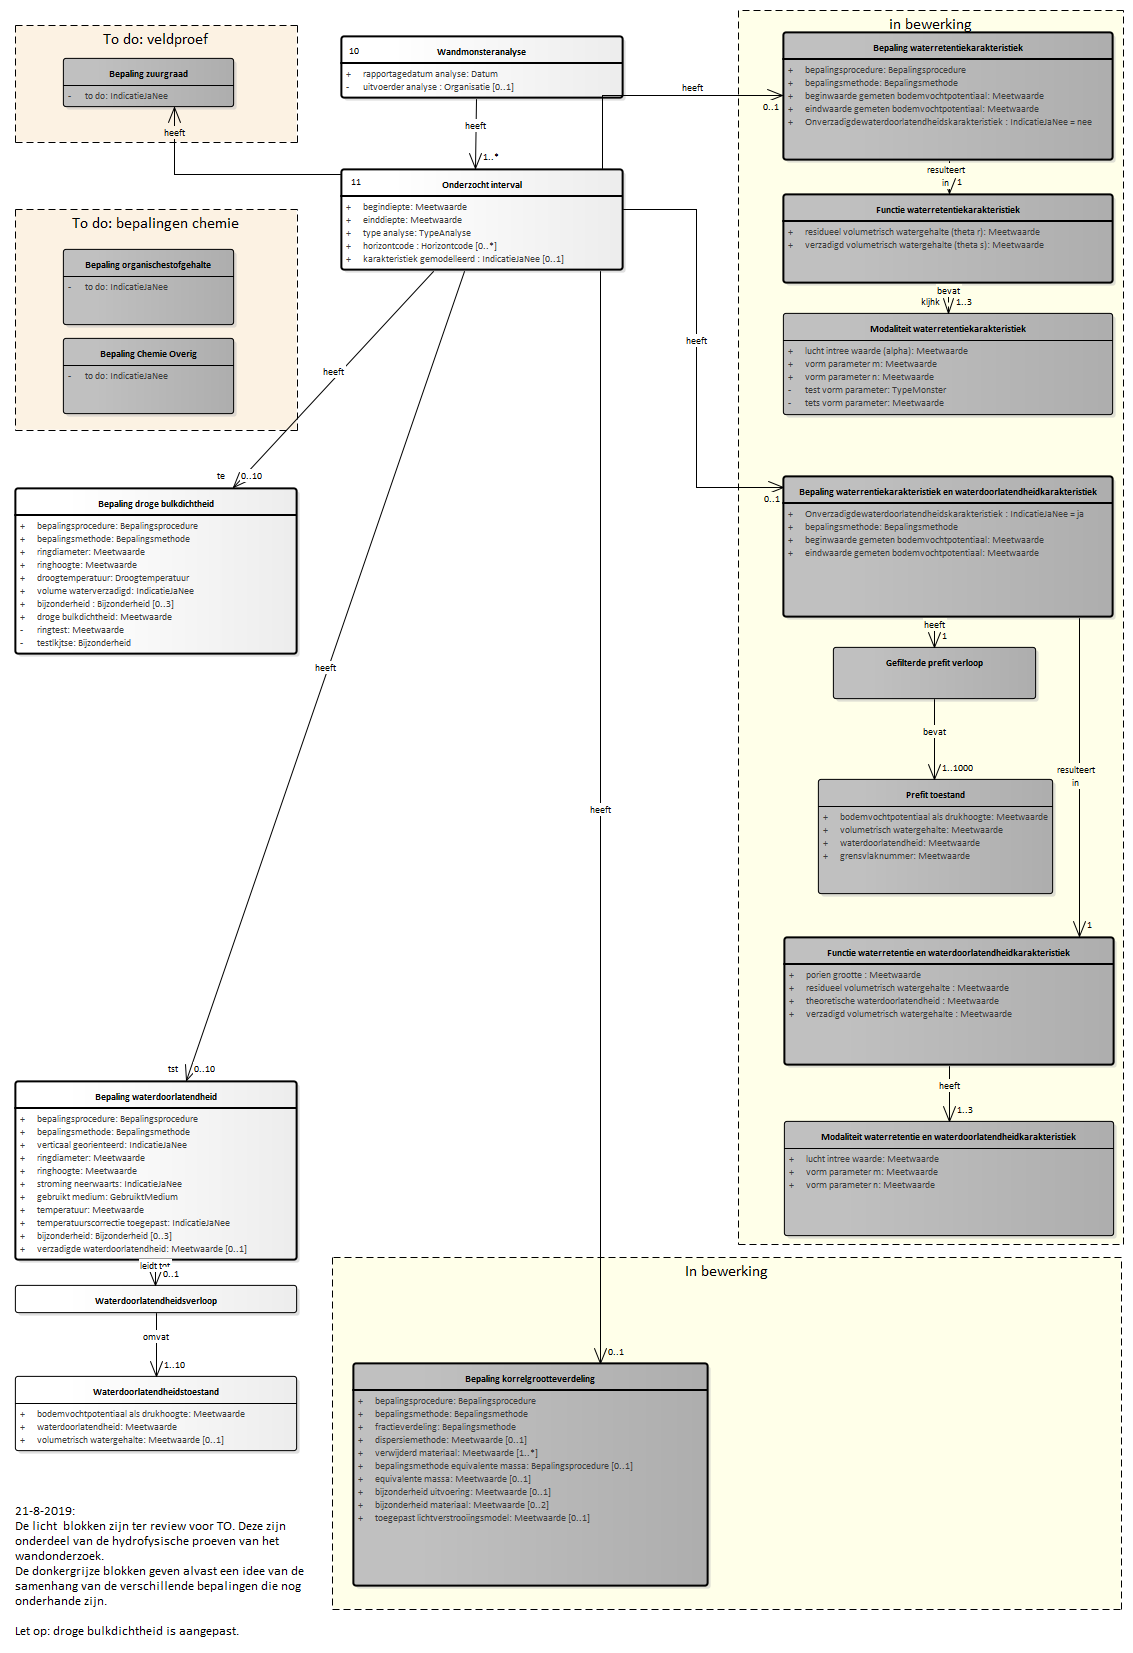 To do: veldproef
Bepaling zuurgraad
- to do: IndicatieJaNee
heeft
10 Wandmonsteranalyse
+ rapportagedatum analyse: Datum
- uitvoerder analyse : Organisatie [0..1]
heeft
1..*
11 Onderzocht interval
+ begindiepte: Meetwaarde
+ einddiepte: Meetwaarde
+ type analyse: TypeAnalyse
+ horizontcode : Horizontcode [0..*]
+ karakteristiek gemodelleerd : IndicatieJaNee [0..1]
To do: bepalingen chemie
Bepaling organischestofgehalte
- to do: IndicatieJaNee
Bepaling Chemie Overig
- to do: IndicatieJaNee
in bewerking
heeft
0..1
Bepaling waterretentiekarakteristiek
+ bepalingsprocedure: Bepalingsprocedure
+ bepalingsmethode: Bepalingsmethode
+ beginwaarde gemeten bodemvochtpotentiaal: Meetwaarde
+ eindwaarde gemeten bodemvochtpotentiaal: Meetwaarde
+ Onverzadigdewaterdoorlatendheidskarakteristiek : IndicatieJaNee = nee
resulteert
in 1
Functie waterretentiekarakteristiek
+ residueel volumetrisch watergehalte (theta r): Meetwaarde
+ verzadigd volumetrisch watergehalte (theta s): Meetwaarde
bevat
kljhk 1..3
Modaliteit waterretentiekarakteristiek
+ lucht intree waarde (alpha): Meetwaarde
+ vorm parameter m: Meetwaarde
+ vorm parameter n: Meetwaarde
- test vorm parameter: TypeMonster
- tets vorm parameter: Meetwaarde
heeft
0..1
Bepaling waterrentiekarakteristiek en waterdoorlatendheidkarakteristiek
+ Onverzadigdewaterdoorlatendheidskarakteristiek : IndicatieJaNee = ja
+ bepalingsmethode: Bepalingsmethode
+ beginwaarde gemeten bodemvochtpotentiaal: Meetwaarde
+ eindwaarde gemeten bodemvochtpotentiaal: Meetwaarde
heeft
1
Gefilterde prefit verloop
bevat
1..1000
Prefit toestand
+ bodemvochtpotentiaal als drukhoogte: Meetwaarde
+ volumetrisch watergehalte: Meetwaarde
+ waterdoorlatendheid: Meetwaarde
+ grensvlaknummer: Meetwaarde
resulteert
in
1
Functie waterretentie en waterdoorlatendheidkarakteristiek
+ porien grootte : Meetwaarde
+ residueel volumetrisch watergehalte : Meetwaarde
+ theoretische waterdoorlatendheid : Meetwaarde
+ verzadigd volumetrisch watergehalte : Meetwaarde
heeft
1..3
Modaliteit waterretentie en waterdoorlatendheidkarakteristiek
+ lucht intree waarde: Meetwaarde
+ vorm parameter m: Meetwaarde
+ vorm parameter n: Meetwaarde
heeft
te 0..10
Bepaling droge bulkdichtheid
+ bepalingsprocedure: Bepalingsprocedure
+ bepalingsmethode: Bepalingsmethode
+ ringdiameter: Meetwaarde
+ ringhoogte: Meetwaarde
+ droogtemperatuur: Droogtemperatuur
+ volume waterverzadigd: IndicatieJaNee
+ bijzonderheid : Bijzonderheid [0..3]
+ droge bulkdichtheid: Meetwaarde
- ringtest: Meetwaarde
- testlkjtse: Bijzonderheid
heeft
tst 0..10
Bepaling waterdoorlatendheid
+ bepalingsprocedure: Bepalingsprocedure
+ bepalingsmethode: Bepalingsmethode
+ verticaal georienteerd: IndicatieJaNee
+ ringdiameter: Meetwaarde
+ ringhoogte: Meetwaarde
+ stroming neerwaarts: IndicatieJaNee
+ gebruikt medium: GebruiktMedium
+ temperatuur: Meetwaarde
+ temperatuurscorrectie toegepast: IndicatieJaNee
+ bijzonderheid: Bijzonderheid [0..3]
+ verzadigde waterdoorlatendheid: Meetwaarde [0..1]
leidt tot
0..1
Waterdoorlatendheidsverloop
omvat
1..10
Waterdoorlatendheidstoestand
+ bodemvochtpotentiaal als drukhoogte: Meetwaarde
+ waterdoorlatendheid: Meetwaarde
+ volumetrisch watergehalte: Meetwaarde [0..1]
heeft
In bewerking
0..1
Bepaling korrelgrootteverdeling
+ bepalingsprocedure: Bepalingsprocedure
+ bepalingsmethode: Bepalingsmethode
+ fractieverdeling: Bepalingsmethode
+ dispersiemethode: Meetwaarde [0..1]
+ verwijderd materiaal: Meetwaarde [1..*]
+ bepalingsmethode equivalente massa: Bepalingsprocedure [0..1]
+ equivalente massa: Meetwaarde [0..1]
+ bijzonderheid uitvoering: Meetwaarde [0..1]
+ bijzonderheid materiaal: Meetwaarde [0..2]
+ toegepast lichtverstrooiingsmodel: Meetwaarde [0..1]
21-8-2019:
De licht blokken zijn ter review voor TO. Deze zijn
onderdeel van de hydrofysische proeven van het
wandonderzoek.
De donkergrijze blokken geven alvast een idee van de
samenhang van de verschillende bepalingen die nog
onderhande zijn.
Let op: droge bulkdichtheid is aangepast.